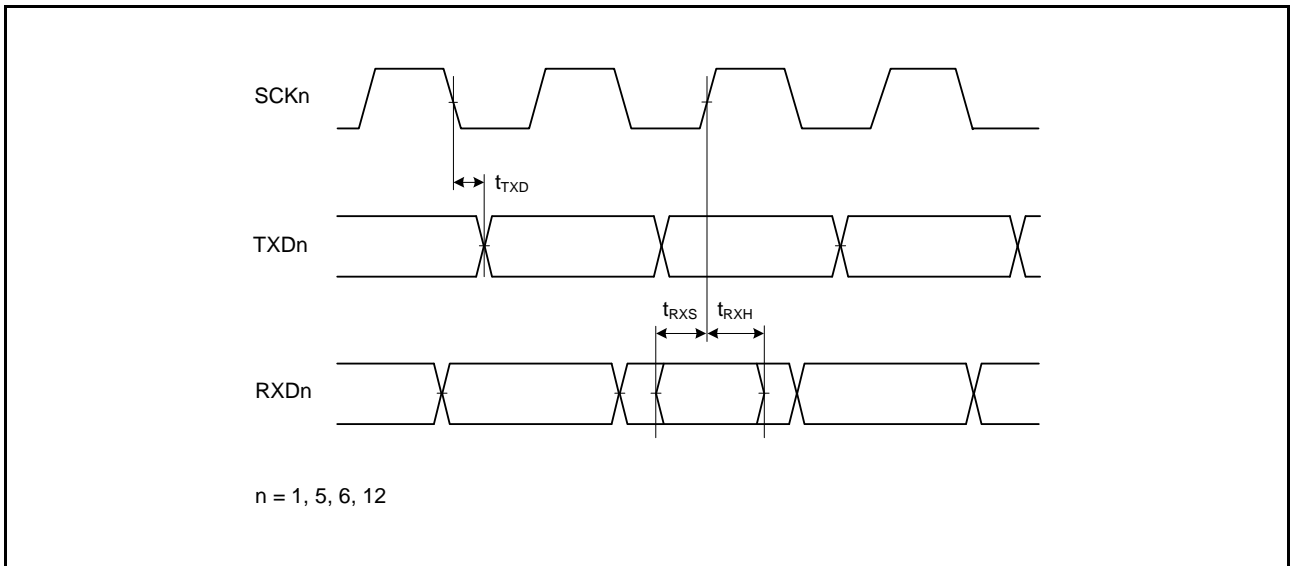 SCKn
tTXD
TXDn
tRXS tRXH
RXDn
n = 1, 5, 6, 12